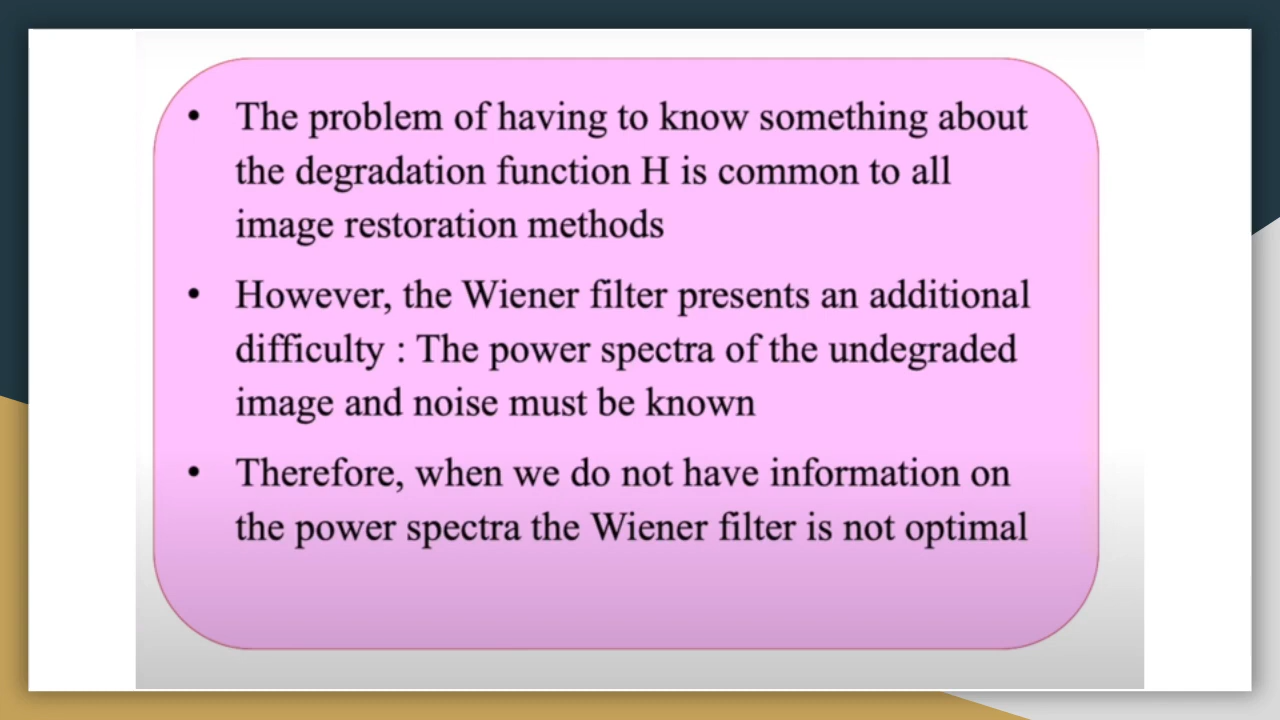 • The problem of having to know something about
the degradation function H is common to all
image restoration methods
• However, the Wiener filter presents an additional
difficulty : The power spectra of the undegraded
image and noise must be known
• Therefore, when we do not have information on
the power spectra the Wiener filter is not optimal